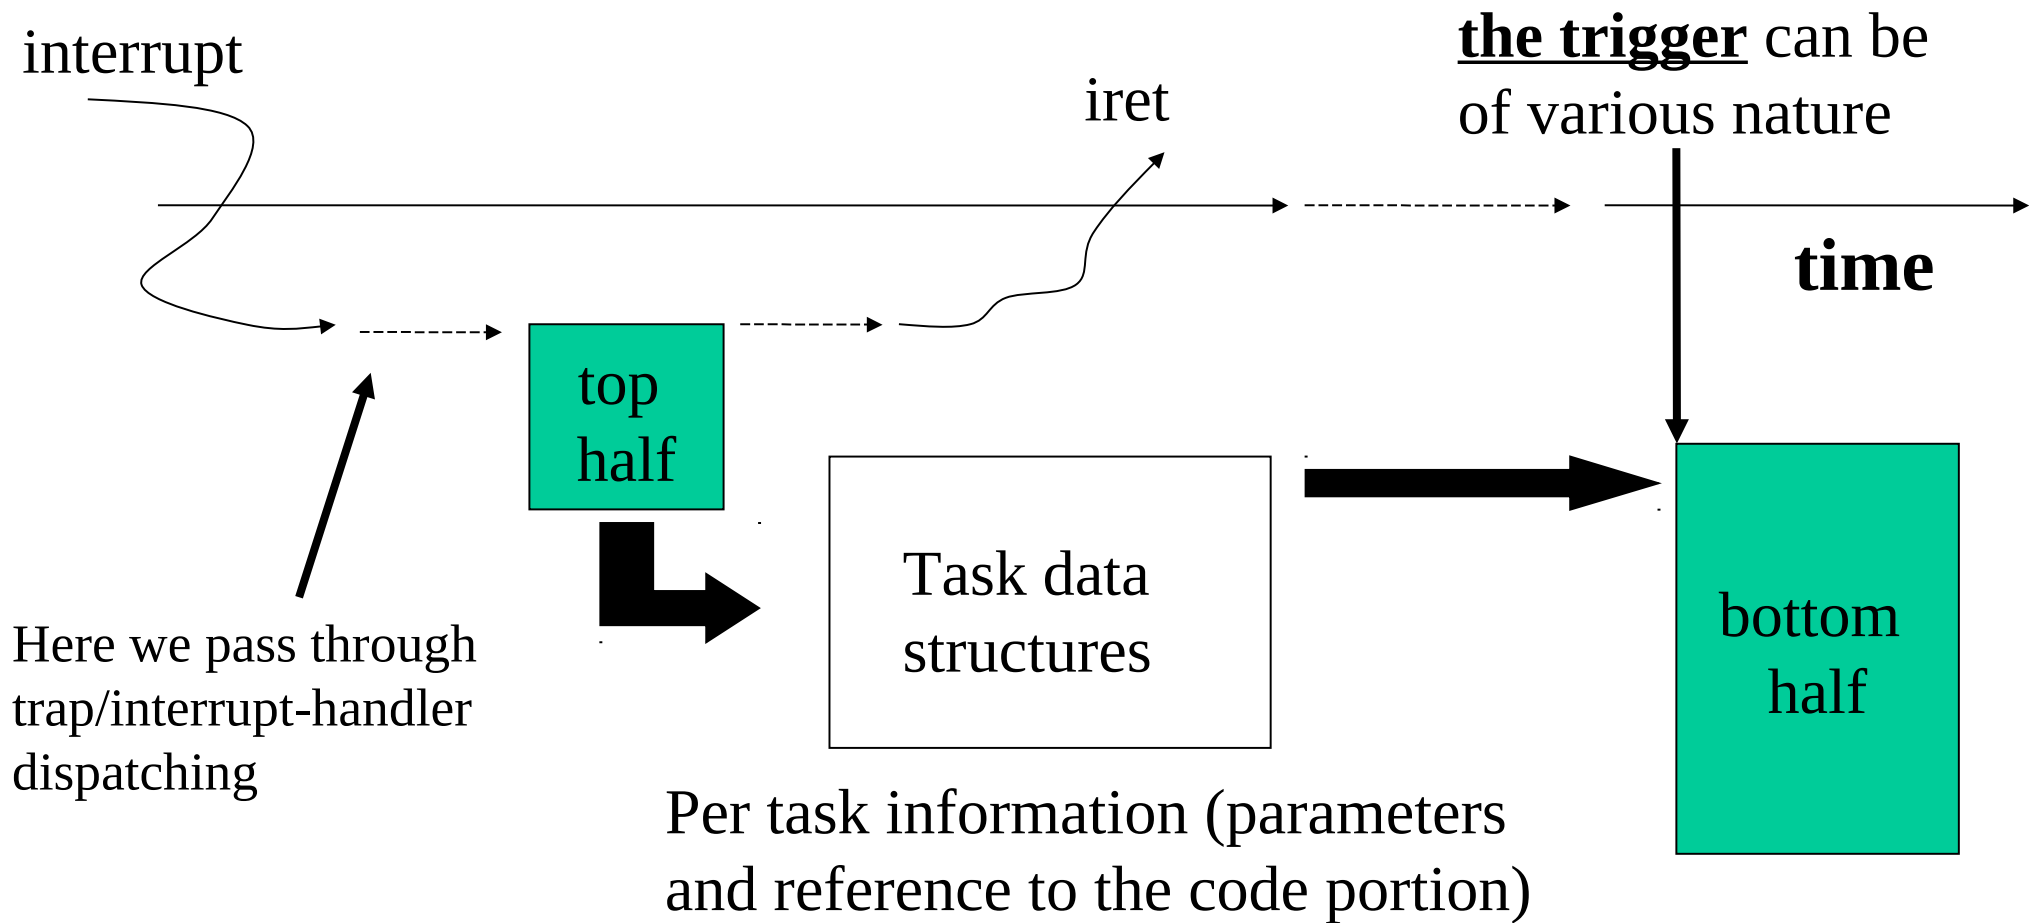 interrupt
iret
the trigger can be
of various nature
time
top
half
Task data
structures
bottom
half
Here we pass through
trap/interrupt-handler
dispatching
Per task information (parameters
and reference to the code portion)